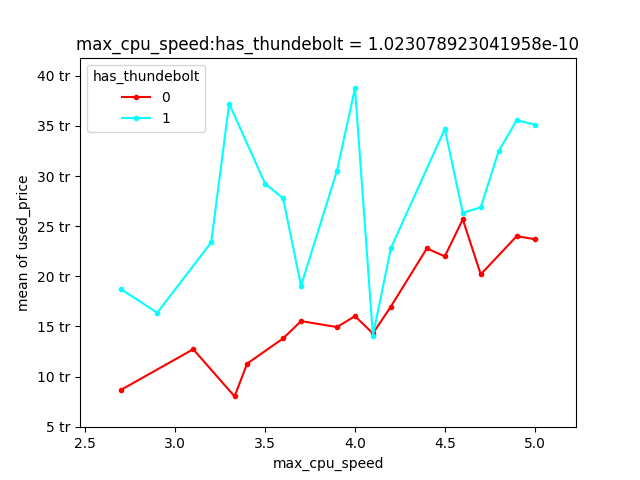 max_cpu_speed:has_thundebolt = 1.023078923041958e-10
has_thundebolt
0
1
40 tr
35 tr
30 tr
25 tr
20 tr
15 tr
10 tr
5 tr
mean of used_price
2.5 3.0 3.5 4.0 4.5 5.0
max_cpu_speed